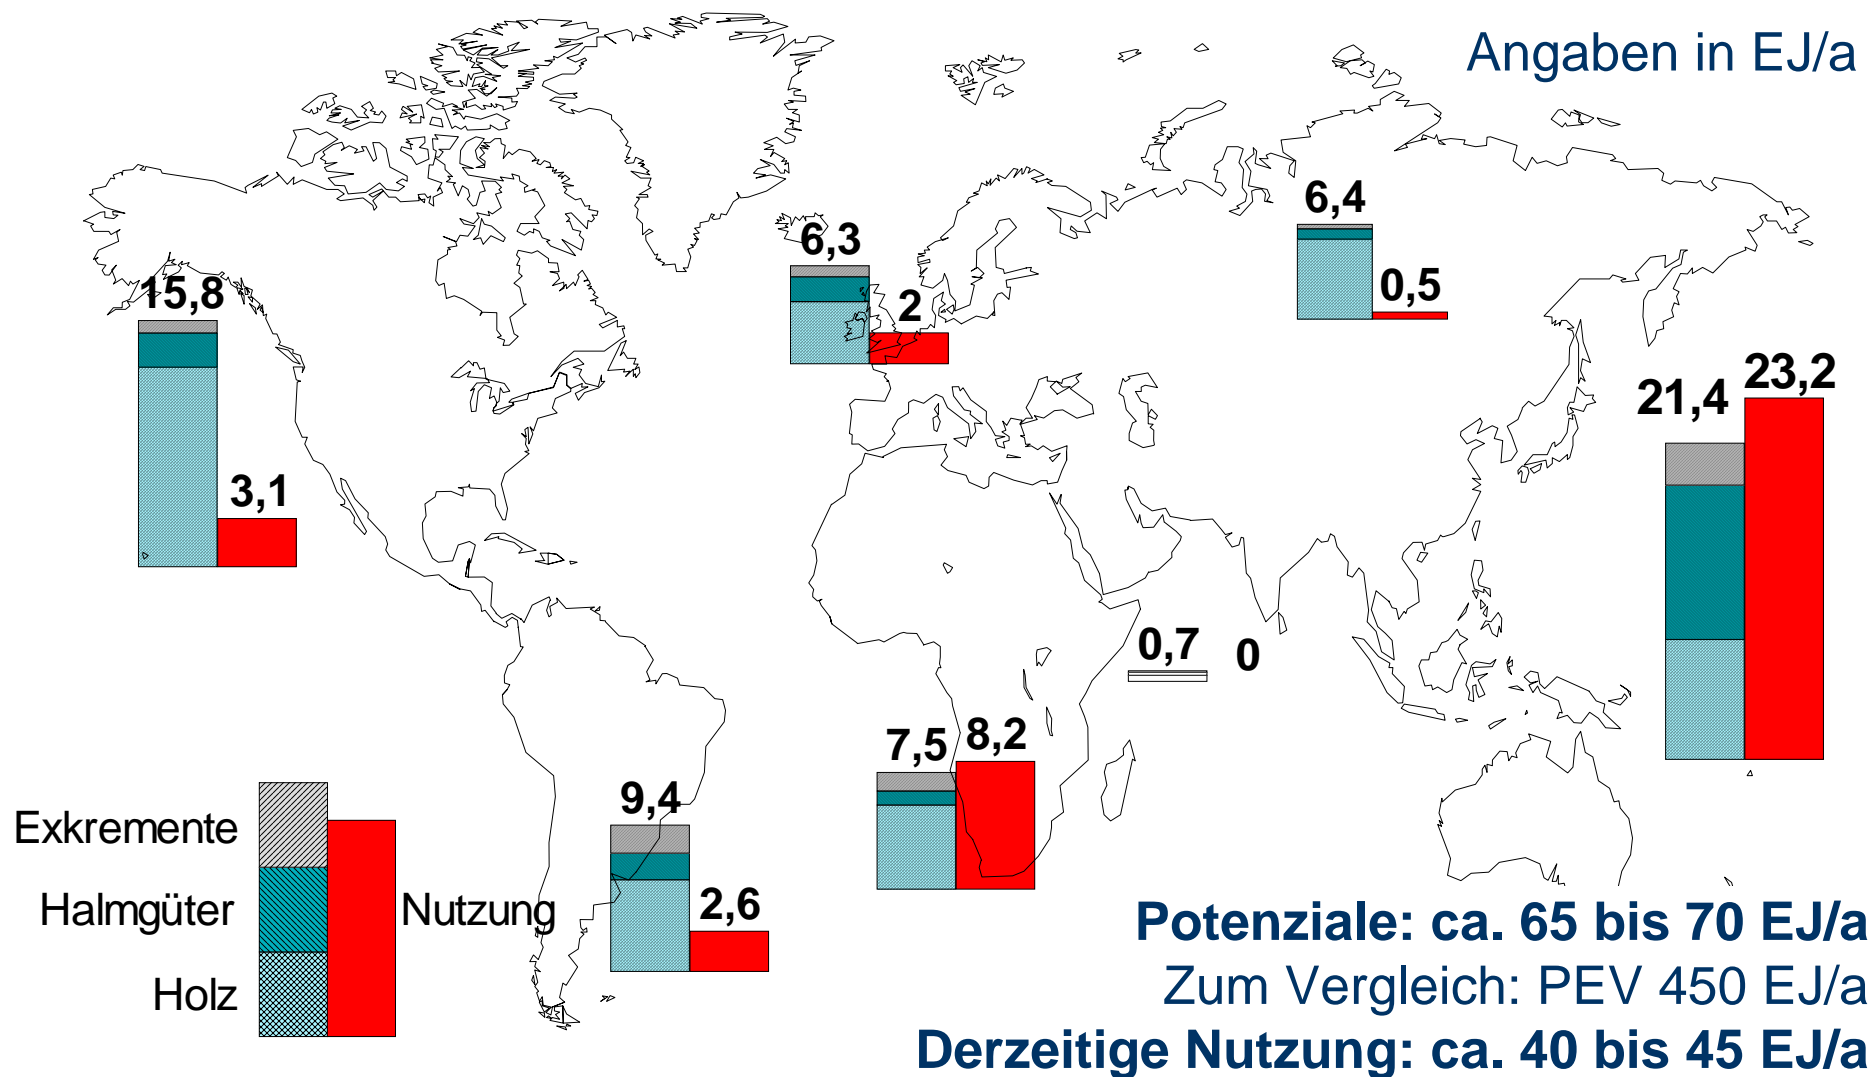 Angaben in EJ/a
6,4
6,3
0,5
15,8
2
23,2
21,4
3,1
0,7
0
7,5
8,2
9,4
2,6
Exkremente
Halmgüter
Nutzung
Holz
Potenziale: ca. 65 bis 70 EJ/a
Zum Vergleich: PEV 450 EJ/a
Derzeitige Nutzung: ca. 40 bis 45 EJ/a